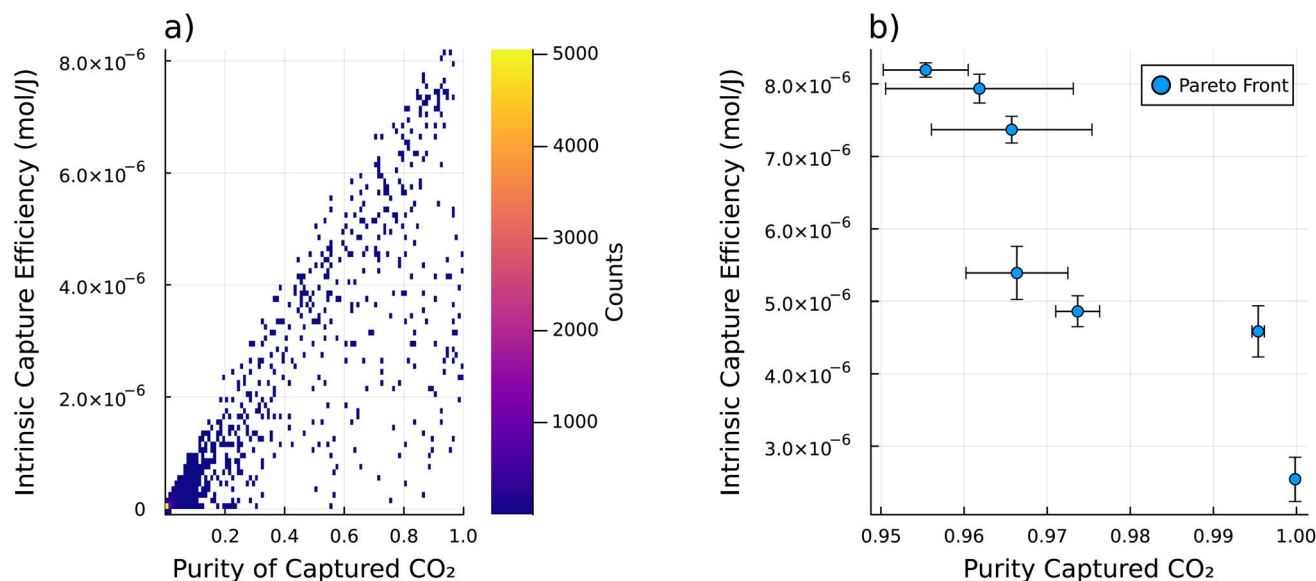 a)
Intrinsic Capture Efficiency (mol/J)
8.0×10⁻⁶
6.0×10⁻⁶
4.0×10⁻⁶
2.0×10⁻⁶
0
0.2 0.4 0.6 0.8 1.0
Purity of Captured CO₂
5000
4000
3000
2000
1000
Counts
b)
Intrinsic Capture Efficiency (mol/J)
8.0×10⁻⁶
7.0×10⁻⁶
6.0×10⁻⁶
5.0×10⁻⁶
4.0×10⁻⁶
3.0×10⁻⁶
Pareto Front
0.95 0.96 0.97 0.98 0.99 1.00
Purity Captured CO₂